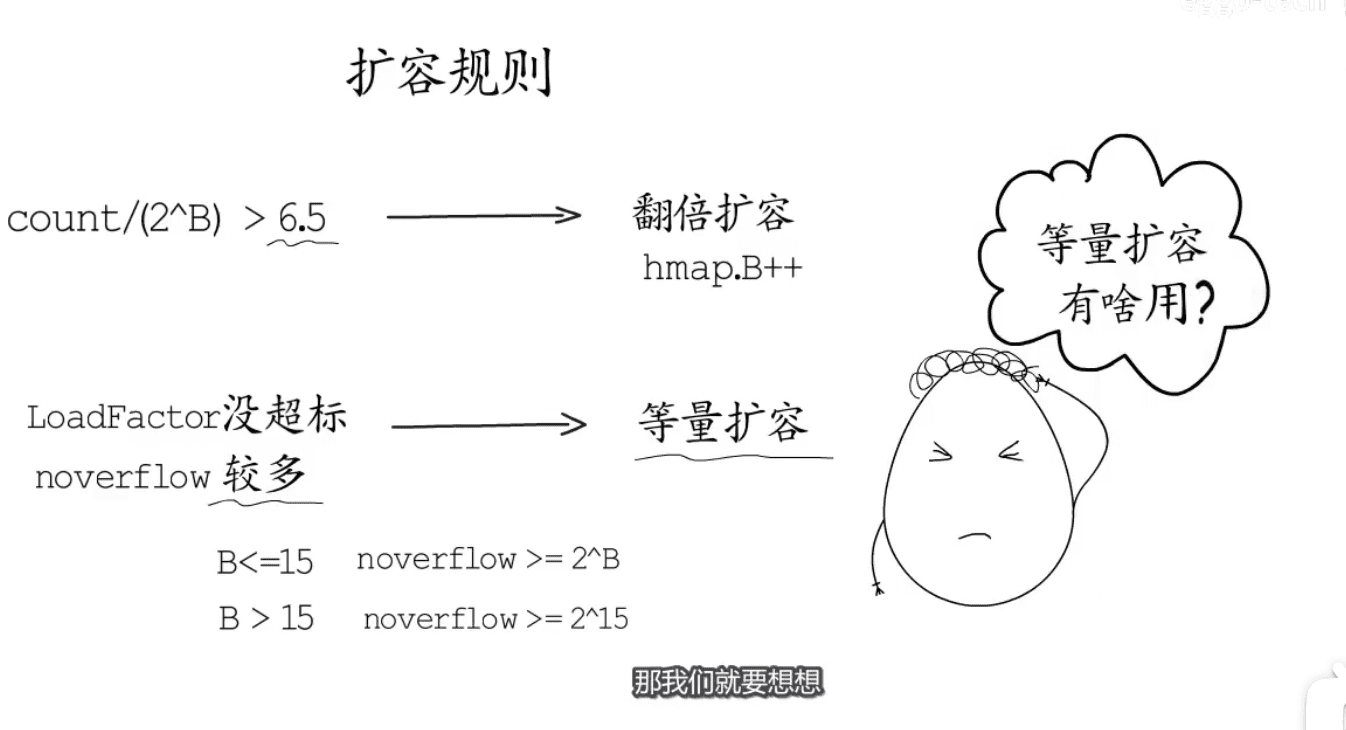 扩容规则
count/(2^B) > 6.5
翻倍扩容
hmap.B++
等量扩容
有啥用?
LoadFactor没超标
noverflow 较多
等量扩容
B<=15 noverflow >= 2^B
B > 15 noverflow >= 2^15
那我们就要想想